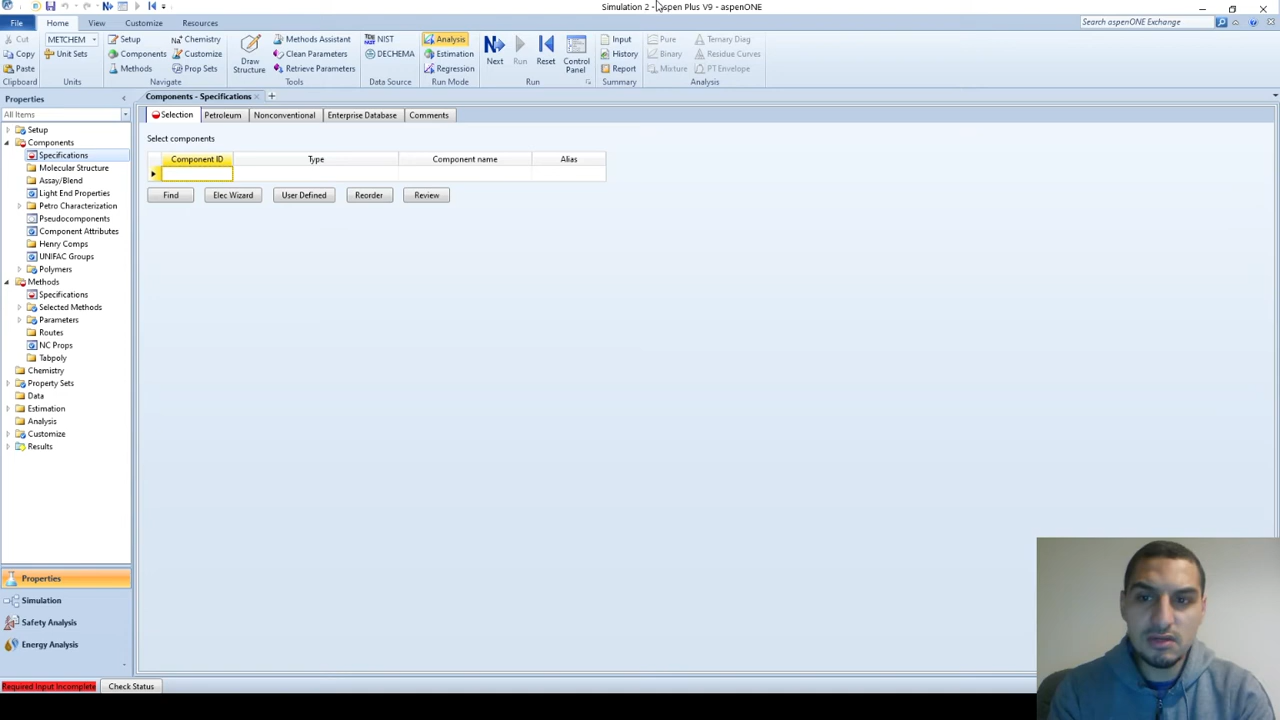 Simulation 2 - Aspen Plus V9 - aspenONE
File
Home
View
Customize
Resources
Search aspenONE Exchange
Cut
Copy
Paste
Clipboard
METCHEM
Unit Sets
Units
Setup
Components
Methods
Chemistry
Customize
Prop Sets
Navigate
Draw
Structure
Methods Assistant
Clean Parameters
Retrieve Parameters
Tools
NIST
DECHEMA
Data Source
Analysis
Estimation
Regression
Run Mode
Next
Run
Reset
Control
Panel
Run
Input
History
Report
Summary
Pure
Binary
Mixture
Ternary Diag
Residue Curves
PT Envelope
Analysis
Properties
All Items
Setup
Components
Specifications
Molecular Structure
Assay/Blend
Light End Properties
Petro Characterization
Pseudocomponents
Component Attributes
Henry Comps
UNIFAC Groups
Polymers
Methods
Specifications
Selected Methods
Parameters
Routes
NC Props
Tabpoly
Chemistry
Property Sets
Data
Estimation
Analysis
Customize
Results
Properties
Simulation
Safety Analysis
Energy Analysis
Components - Specifications
Selection
Petroleum
Nonconventional
Enterprise Database
Comments
Select components
Component ID
Type
Component name
Alias
Find
Elec Wizard
User Defined
Reorder
Review
Required Input Incomplete
Check Status